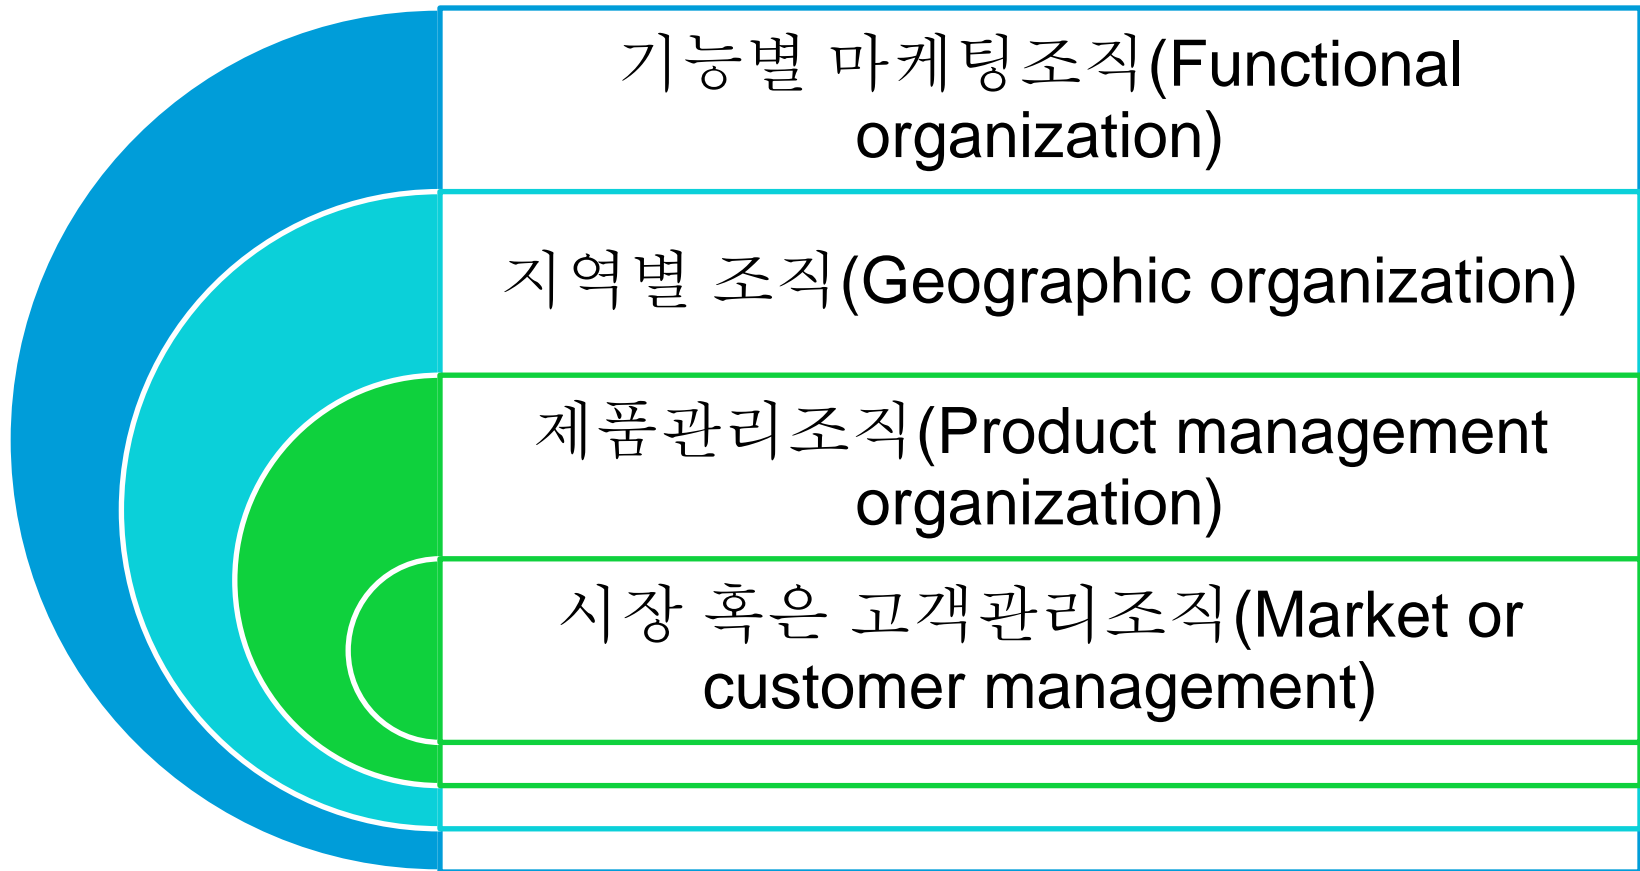 기능별 마케팅조직(Functional
organization)
지역별 조직(Geographic organization)
제품관리조직(Product management
organization)
시장 혹은 고객관리조직(Market or
customer management)